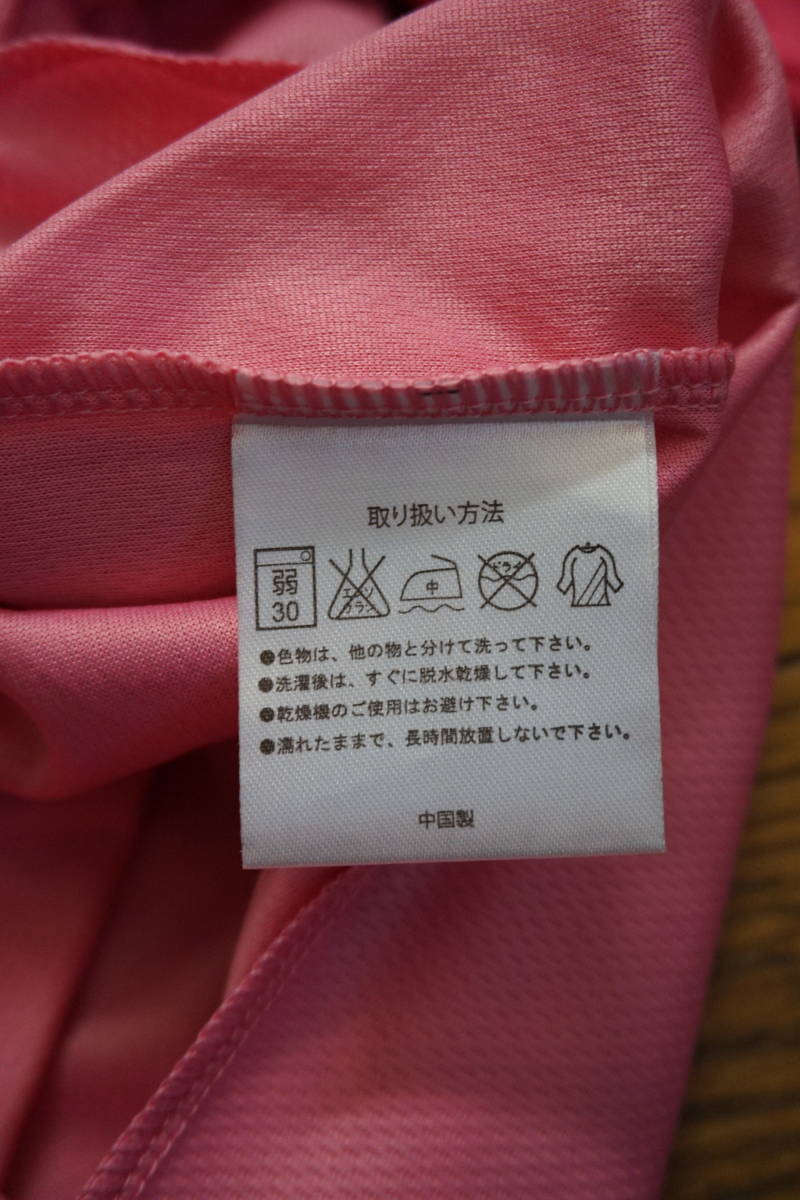 取り扱い方法
弱
30
エンソ
フラン
中
ドライ
●色物は、他の物と分けて洗って下さい。
●洗濯後は、すぐに脱水乾燥して下さい。
●乾燥機のご使用はお避け下さい。
●濡れたままで、長時間放置しないで下さい。
中国製